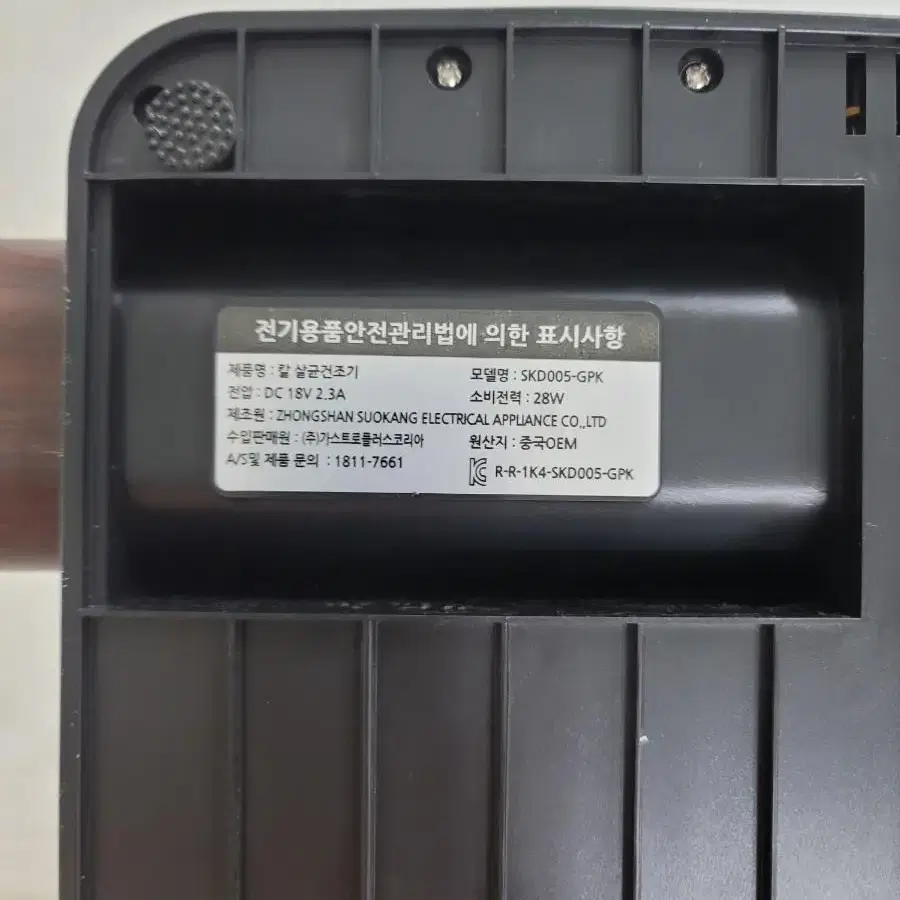 전기용품안전관리법에 의한 표시사항
제품명 : 칼 살균건조기 모델명 : SKD005-GPK
전압 : DC 18V 2.3A 소비전력 : 28W
제조원 : ZHONGSHAN SUOKANG ELECTRICAL APPLIANCE CO.,LTD
수입판매원 : (주)가스트로플러스코리아 원산지 : 중국OEM
A/S및 제품 문의 : 1811-7661 KC R-R-1K4-SKD005-GPK